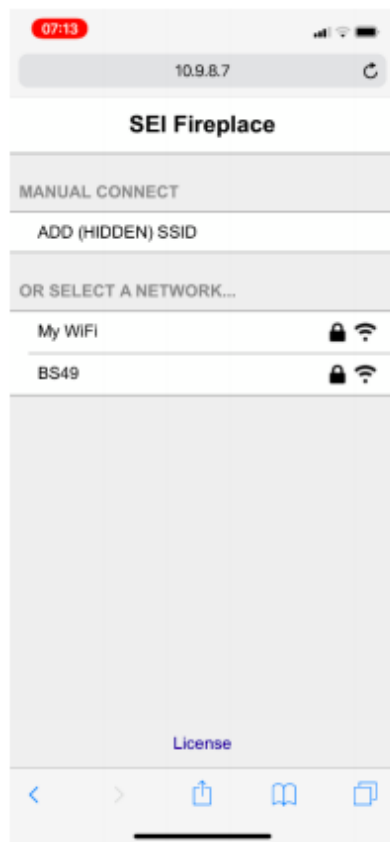 07:13
10.9.8.7
SEI Fireplace
MANUAL CONNECT
ADD (HIDDEN) SSID
OR SELECT A NETWORK...
My WiFi
BS49
License